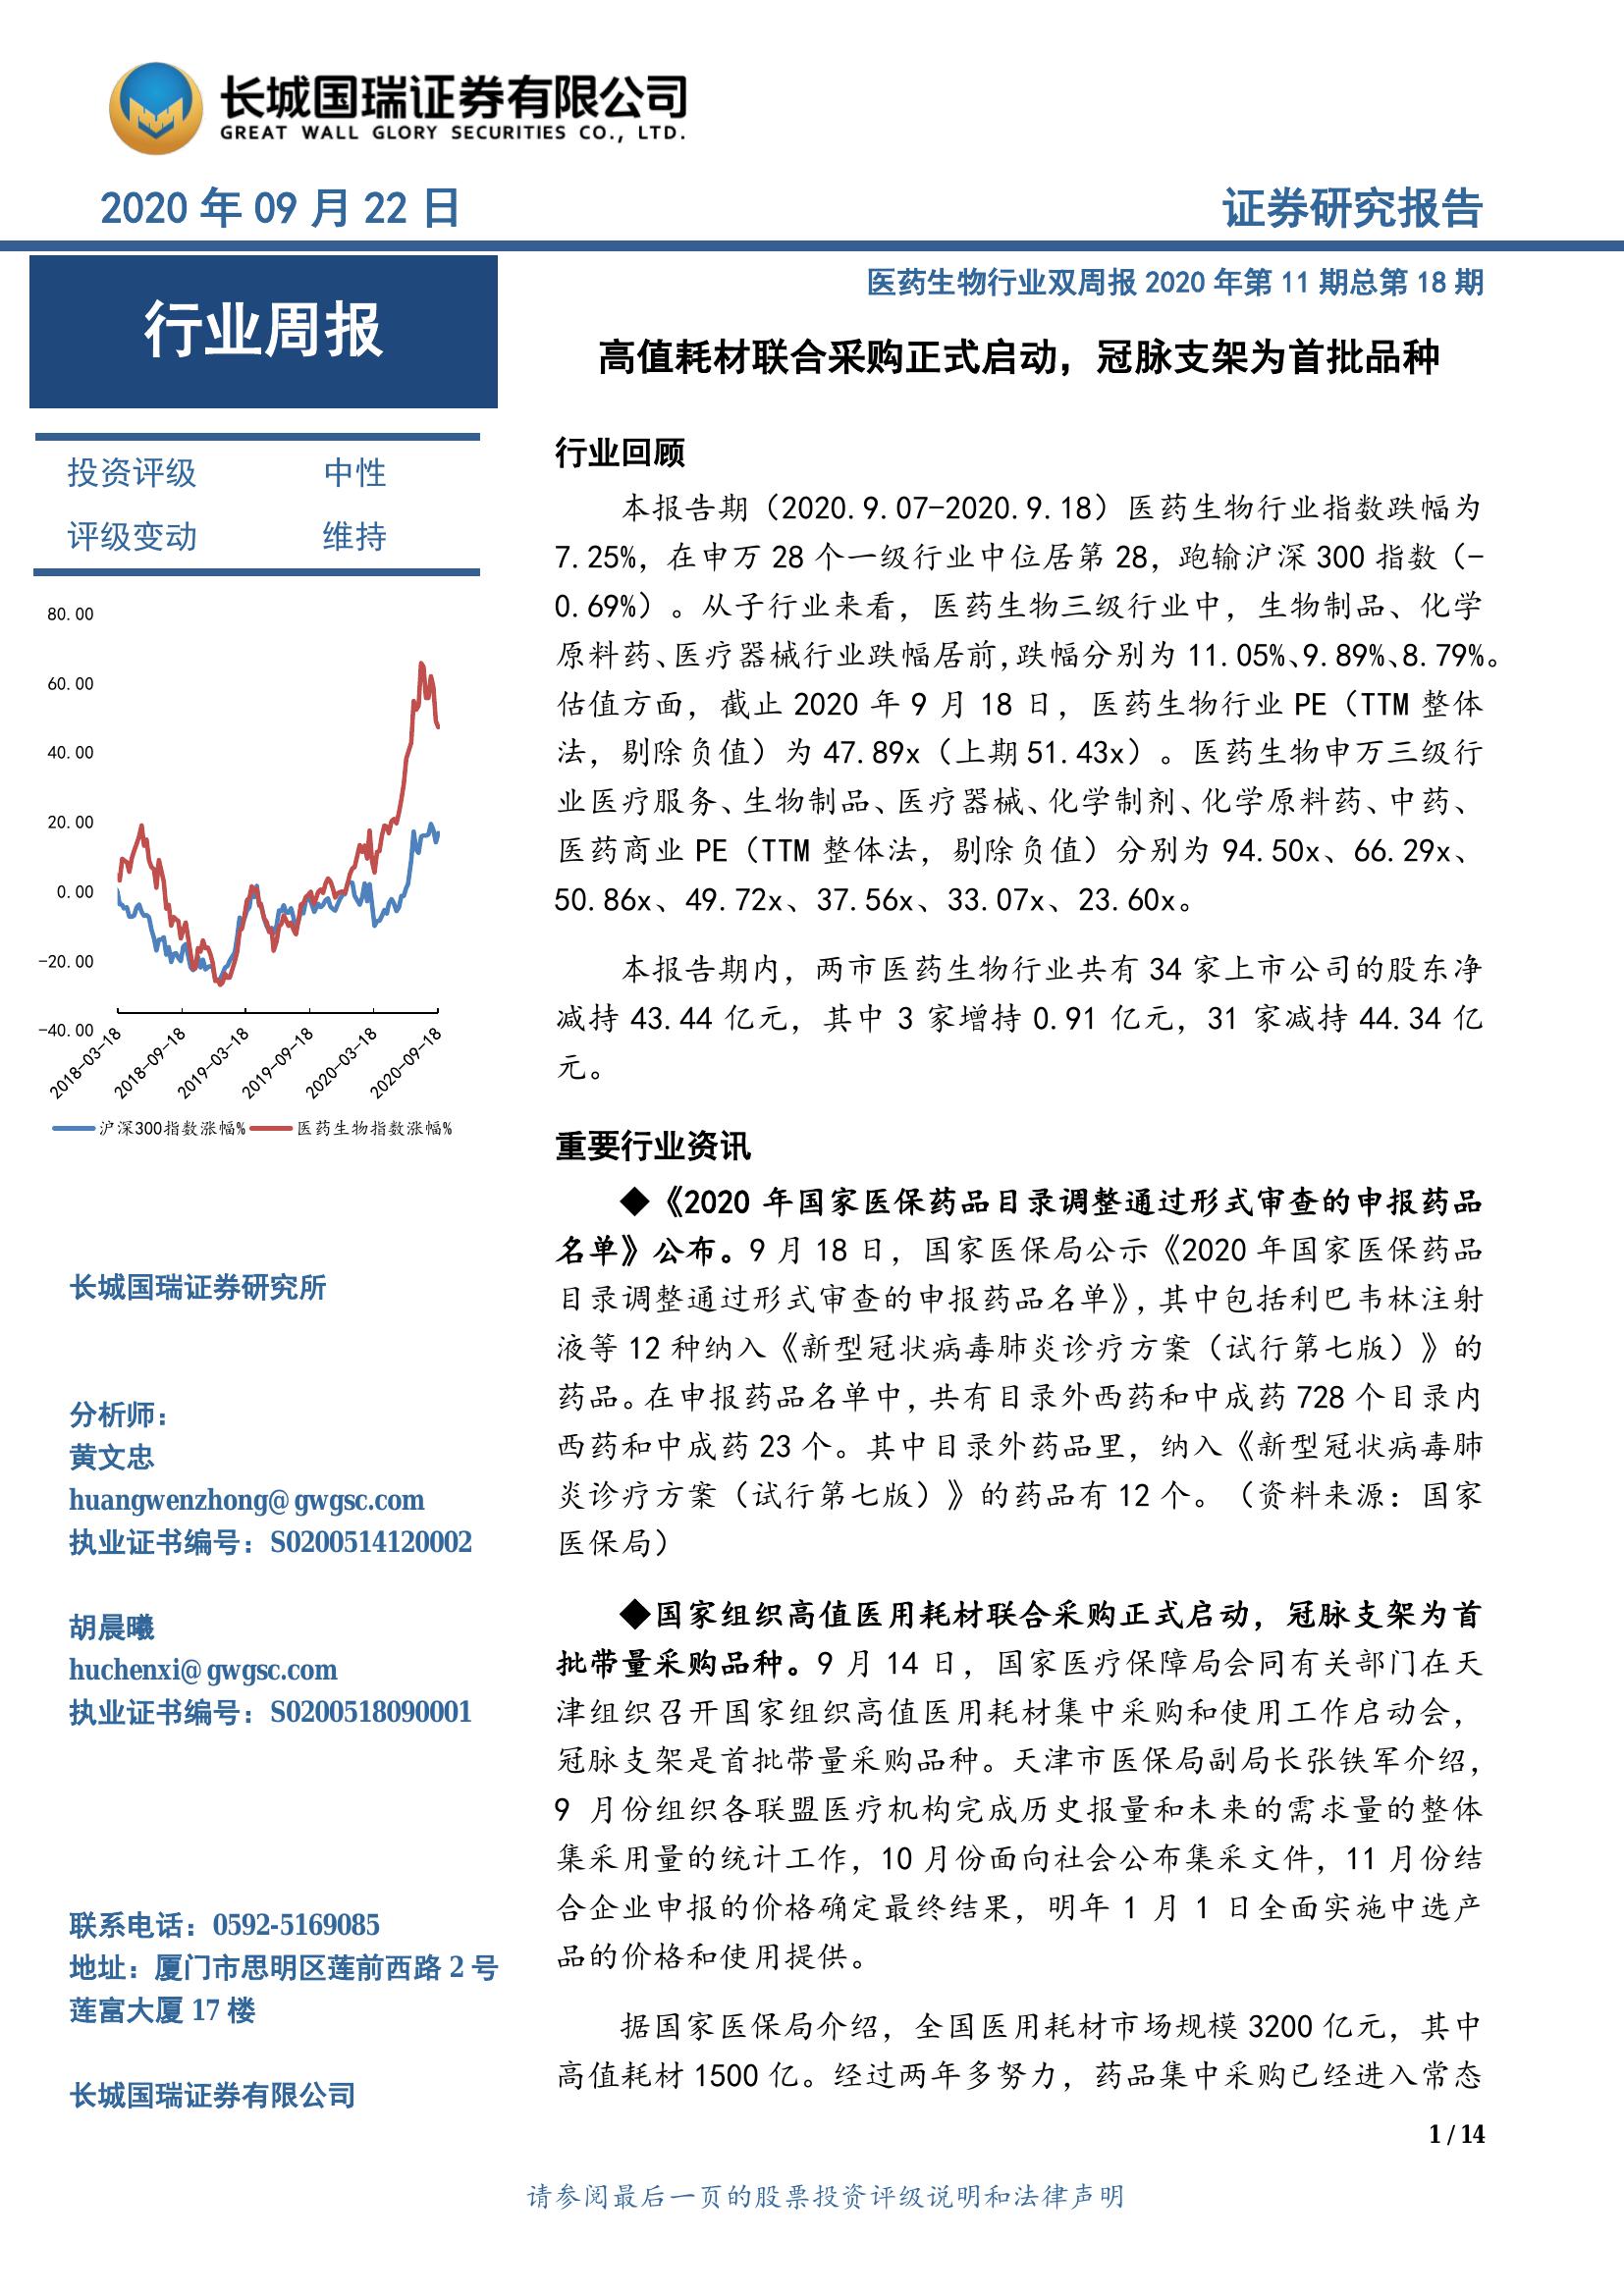 长城国瑞证券有限公司
GREAT WALL GLORY SECURITIES CO., LTD.
2020 年 09 月 22 日
证券研究报告
行业周报
投资评级 中性
评级变动 维持
80.00
60.00
40.00
20.00
0.00
-20.00
-40.00
2018-03-18
2018-09-18
2019-03-18
2019-09-18
2020-03-18
2020-09-18
沪深300指数涨幅% 医药生物指数涨幅%
长城国瑞证券研究所
分析师：
黄文忠
huangwenzhong@gwgsc.com
执业证书编号：S0200514120002
胡晨曦
huchenxi@gwgsc.com
执业证书编号：S0200518090001
联系电话：0592-5169085
地址：厦门市思明区莲前西路 2 号
莲富大厦 17 楼
长城国瑞证券有限公司
医药生物行业双周报 2020 年第 11 期总第 18 期
高值耗材联合采购正式启动，冠脉支架为首批品种
行业回顾
本报告期（2020.9.07-2020.9.18）医药生物行业指数跌幅为
7.25%，在申万 28 个一级行业中位居第 28，跑输沪深 300 指数（-
0.69%）。从子行业来看，医药生物三级行业中，生物制品、化学
原料药、医疗器械行业跌幅居前，跌幅分别为 11.05%、9.89%、8.79%。
估值方面，截止 2020 年 9 月 18 日，医药生物行业 PE（TTM 整体
法，剔除负值）为 47.89x（上期 51.43x）。医药生物申万三级行
业医疗服务、生物制品、医疗器械、化学制剂、化学原料药、中药、
医药商业 PE（TTM 整体法，剔除负值）分别为 94.50x、66.29x、
50.86x、49.72x、37.56x、33.07x、23.60x。
本报告期内，两市医药生物行业共有 34 家上市公司的股东净
减持 43.44 亿元，其中 3 家增持 0.91 亿元，31 家减持 44.34 亿
元。
重要行业资讯
◆《2020 年国家医保药品目录调整通过形式审查的申报药品
名单》公布。9 月 18 日，国家医保局公示《2020 年国家医保药品
目录调整通过形式审查的申报药品名单》，其中包括利巴韦林注射
液等 12 种纳入《新型冠状病毒肺炎诊疗方案（试行第七版）》的
药品。在申报药品名单中，共有目录外西药和中成药 728 个目录内
西药和中成药 23 个。其中目录外药品里，纳入《新型冠状病毒肺
炎诊疗方案（试行第七版）》的药品有 12 个。（资料来源：国家
医保局）
◆国家组织高值医用耗材联合采购正式启动，冠脉支架为首
批带量采购品种。9 月 14 日，国家医疗保障局会同有关部门在天
津组织召开国家组织高值医用耗材集中采购和使用工作启动会，
冠脉支架是首批带量采购品种。天津市医保局副局长张铁军介绍，
9 月份组织各联盟医疗机构完成历史报量和未来的需求量的整体
集采用量的统计工作，10 月份面向社会公布集采文件，11 月份结
合企业申报的价格确定最终结果，明年 1 月 1 日全面实施中选产
品的价格和使用提供。
据国家医保局介绍，全国医用耗材市场规模 3200 亿元，其中
高值耗材 1500 亿。经过两年多努力，药品集中采购已经进入常态
1 / 14
请参阅最后一页的股票投资评级说明和法律声明